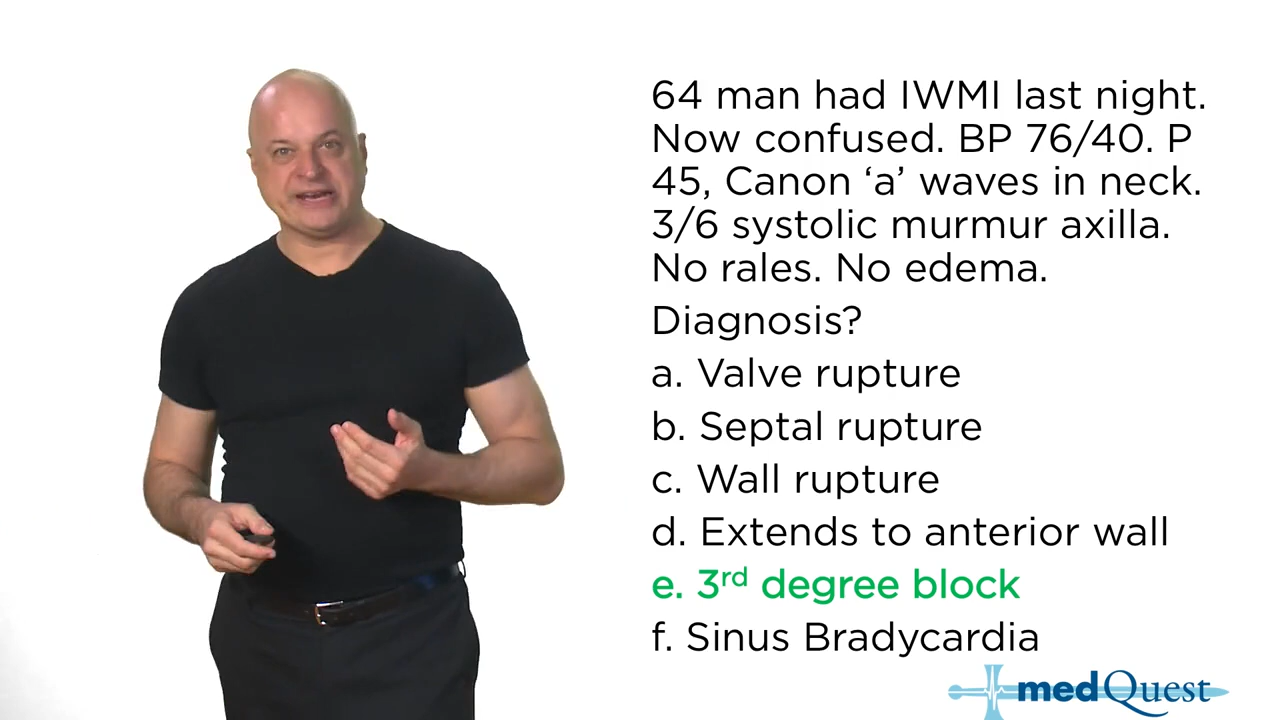 64 man had IWMI last night.
Now confused. BP 76/40. P
45, Canon ‘a’ waves in neck.
3/6 systolic murmur axilla.
No rales. No edema.
Diagnosis?
a. Valve rupture
b. Septal rupture
c. Wall rupture
d. Extends to anterior wall
e. 3rd degree block
f. Sinus Bradycardia
medQuest